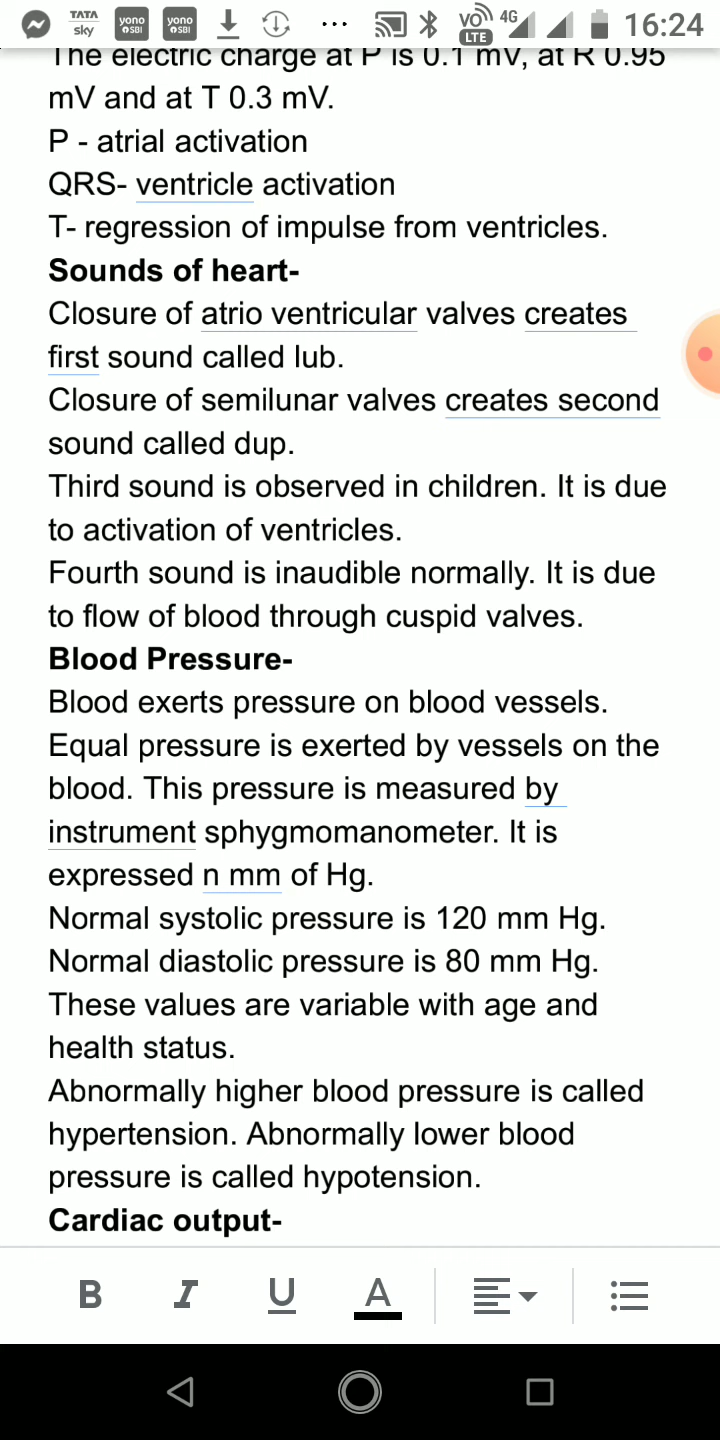 TATA
sky
yono
SBI
yono
SBI
...
VO
LTE
4G
16:24
The electric charge at P is 0.1 mV, at R 0.95
mV and at T 0.3 mV.
P - atrial activation
QRS- ventricle activation
T- regression of impulse from ventricles.
Sounds of heart-
Closure of atrio ventricular valves creates
first sound called lub.
Closure of semilunar valves creates second
sound called dup.
Third sound is observed in children. It is due
to activation of ventricles.
Fourth sound is inaudible normally. It is due
to flow of blood through cuspid valves.
Blood Pressure-
Blood exerts pressure on blood vessels.
Equal pressure is exerted by vessels on the
blood. This pressure is measured by
instrument sphygmomanometer. It is
expressed n mm of Hg.
Normal systolic pressure is 120 mm Hg.
Normal diastolic pressure is 80 mm Hg.
These values are variable with age and
health status.
Abnormally higher blood pressure is called
hypertension. Abnormally lower blood
pressure is called hypotension.
Cardiac output-
B I U A